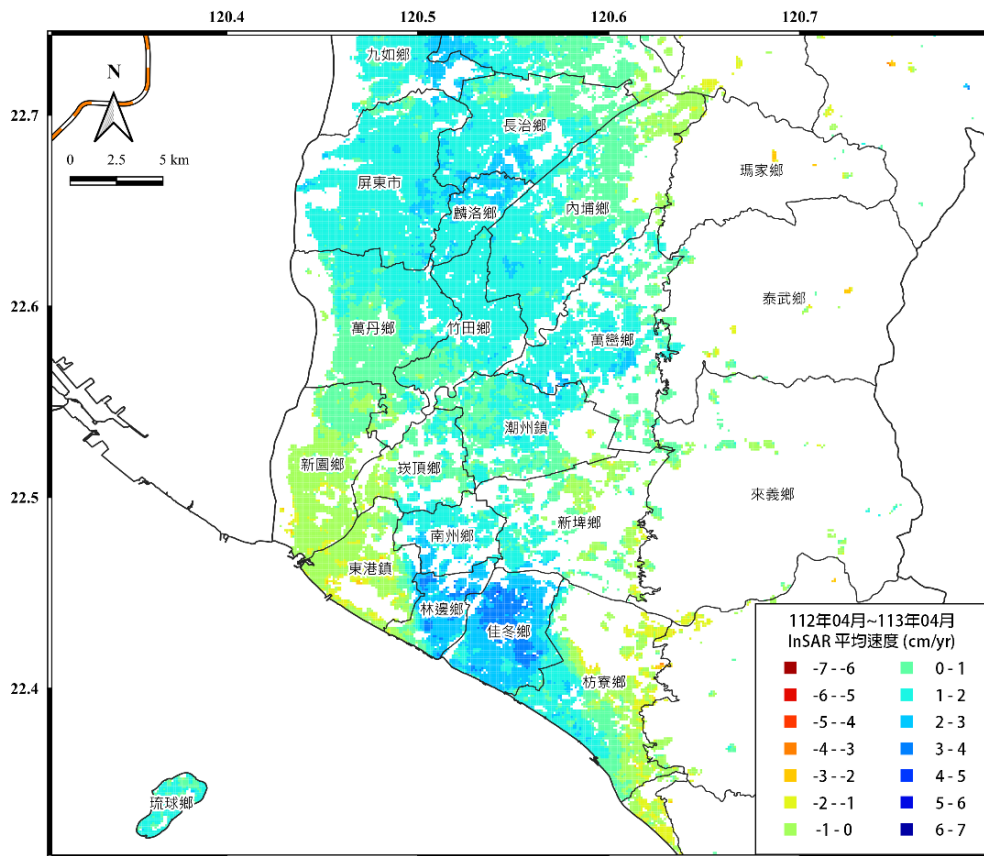 120.4 120.5 120.6 120.7
22.7
22.6
22.5
22.4
N
0 2.5 5 km
九如鄉
長治鄉
屏東市
麟洛鄉
內埔鄉
瑪家鄉
泰武鄉
萬丹鄉
竹田鄉
萬巒鄉
潮州鎮
新園鄉
崁頂鄉
來義鄉
南州鄉
新埤鄉
東港鎮
林邊鄉
佳冬鄉
枋寮鄉
琉球鄉
112年04月~113年04月
InSAR 平均速度 (cm/yr)
-7 - -6
-6 - -5
-5 - -4
-4 - -3
-3 - -2
-2 - -1
-1 - 0
0 - 1
1 - 2
2 - 3
3 - 4
4 - 5
5 - 6
6 - 7